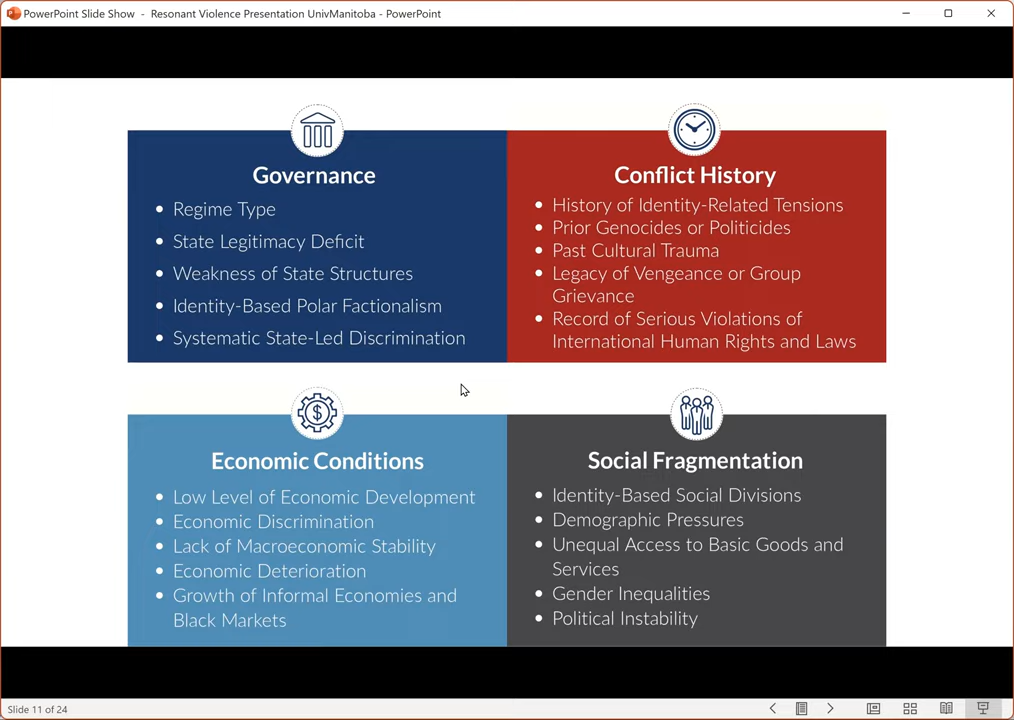 PowerPoint Slide Show - Resonant Violence Presentation UnivManitoba - PowerPoint
Governance
• Regime Type
• State Legitimacy Deficit
• Weakness of State Structures
• Identity-Based Polar Factionalism
• Systematic State-Led Discrimination
Conflict History
• History of Identity-Related Tensions
• Prior Genocides or Politicides
• Past Cultural Trauma
• Legacy of Vengeance or Group
Grievance
• Record of Serious Violations of
International Human Rights and Laws
$
Economic Conditions
• Low Level of Economic Development
• Economic Discrimination
• Lack of Macroeconomic Stability
• Economic Deterioration
• Growth of Informal Economies and
Black Markets
Social Fragmentation
• Identity-Based Social Divisions
• Demographic Pressures
• Unequal Access to Basic Goods and
Services
• Gender Inequalities
• Political Instability
Slide 11 of 24